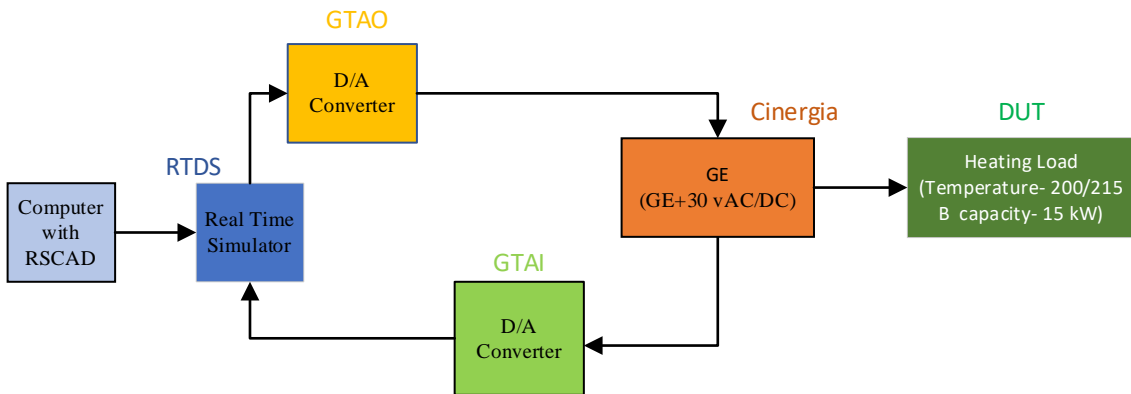 GTAO
D/A
Converter
Cinergia
DUT
RTDS
GE
(GE+30 vAC/DC)
Heating Load
(Temperature- 200/215
B capacity- 15 kW)
Computer
with
RSCAD
Real Time
Simulator
GTAI
D/A
Converter